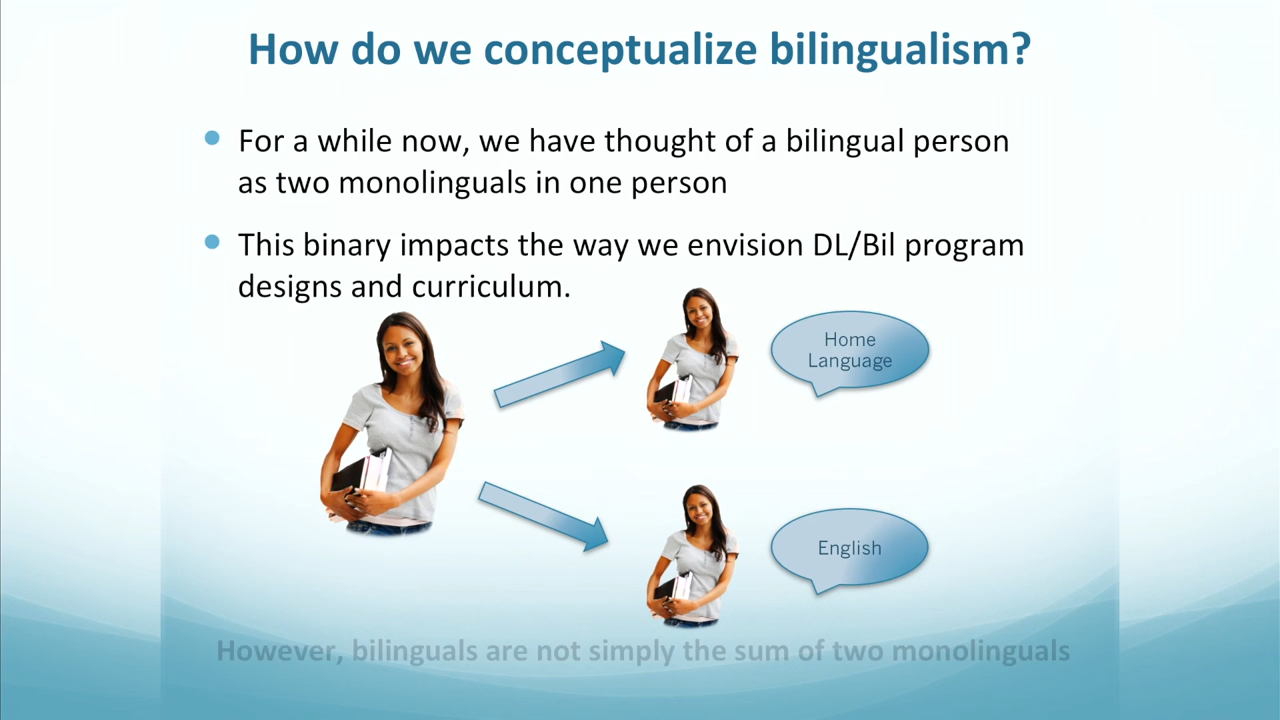 How do we conceptualize bilingualism?
For a while now, we have thought of a bilingual person
as two monolinguals in one person
This binary impacts the way we envision DL/Bil program
designs and curriculum.
Home
Language
English
However, bilinguals are not simply the sum of two monolinguals